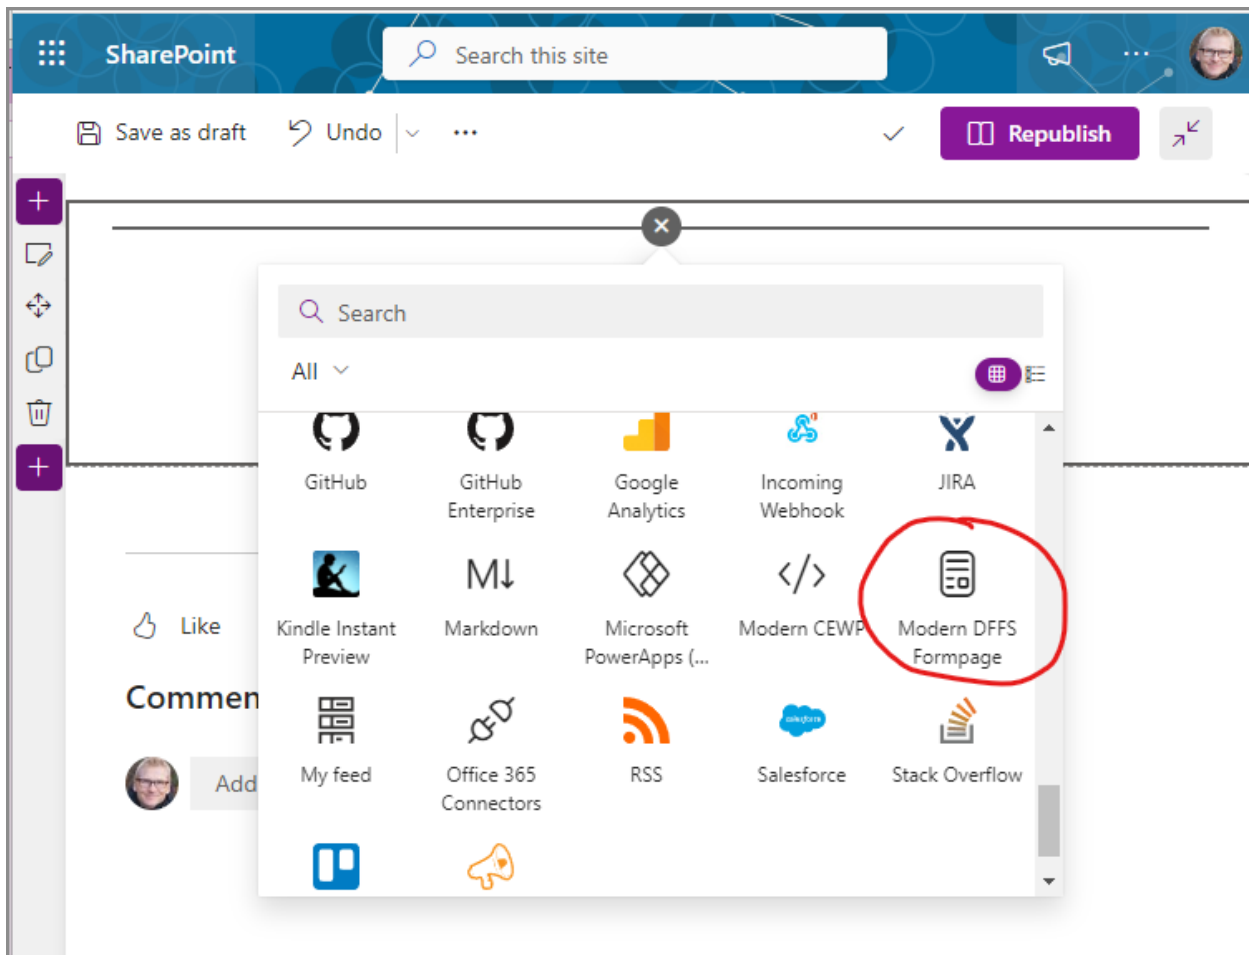 SharePoint
Search this site
Save as draft
Undo
Republish
Search
All
GitHub
GitHub
Enterprise
Google
Analytics
Incoming
Webhook
JIRA
Kindle Instant
Preview
M
Markdown
Microsoft
PowerApps (...
Modern CEWP
Modern DFFS
Formpage
My feed
Office 365
Connectors
RSS
salesforce
Salesforce
Stack Overflow
Like
Commen
Add